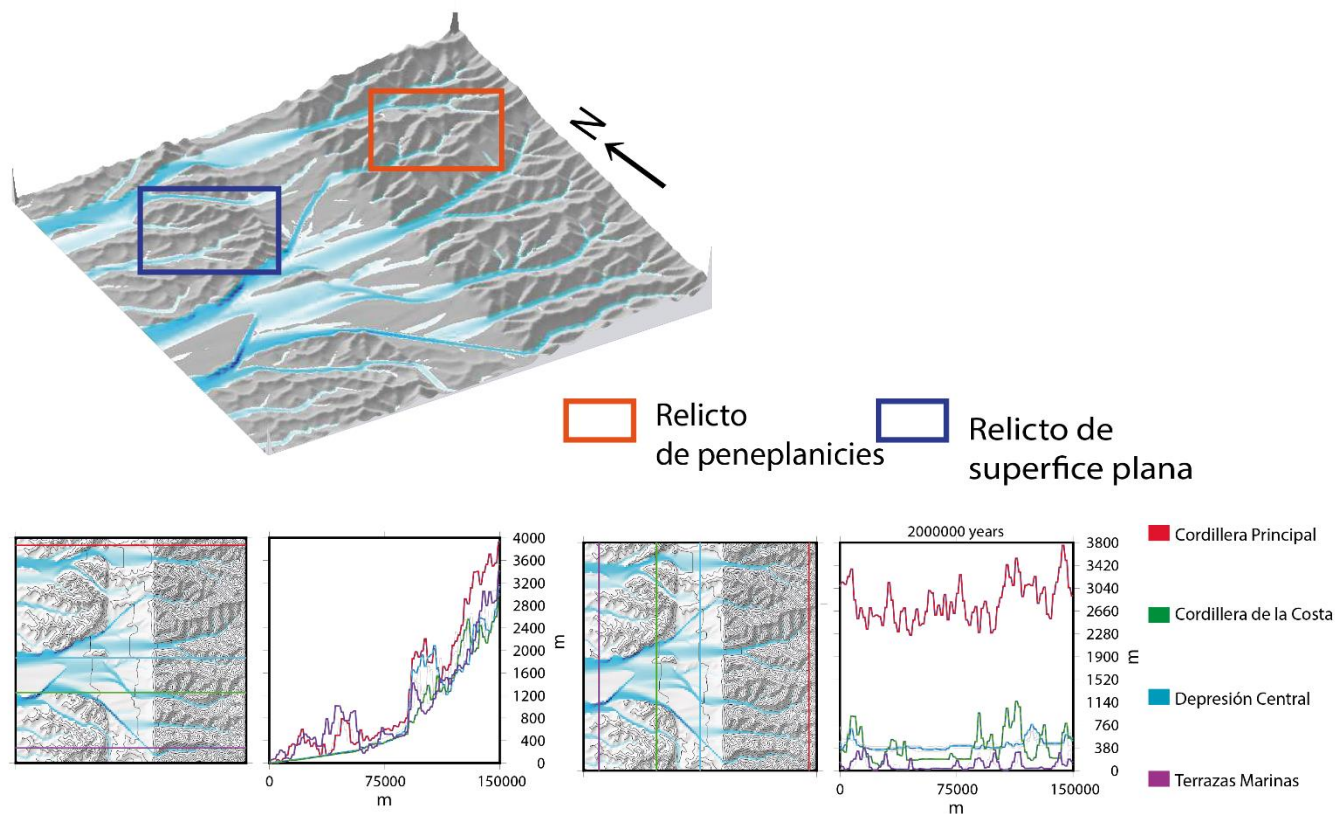 N
Relicto
de peneplanicies
Relicto de
superfice plana
4000
3600
3200
2800
2400
2000
1600
1200
800
400
0
m
0
75000
150000
m
2000000 years
3800
3420
3040
2660
2280
1900
1520
1140
760
380
0
m
0
75000
150000
m
Cordillera Principal
Cordillera de la Costa
Depresión Central
Terrazas Marinas